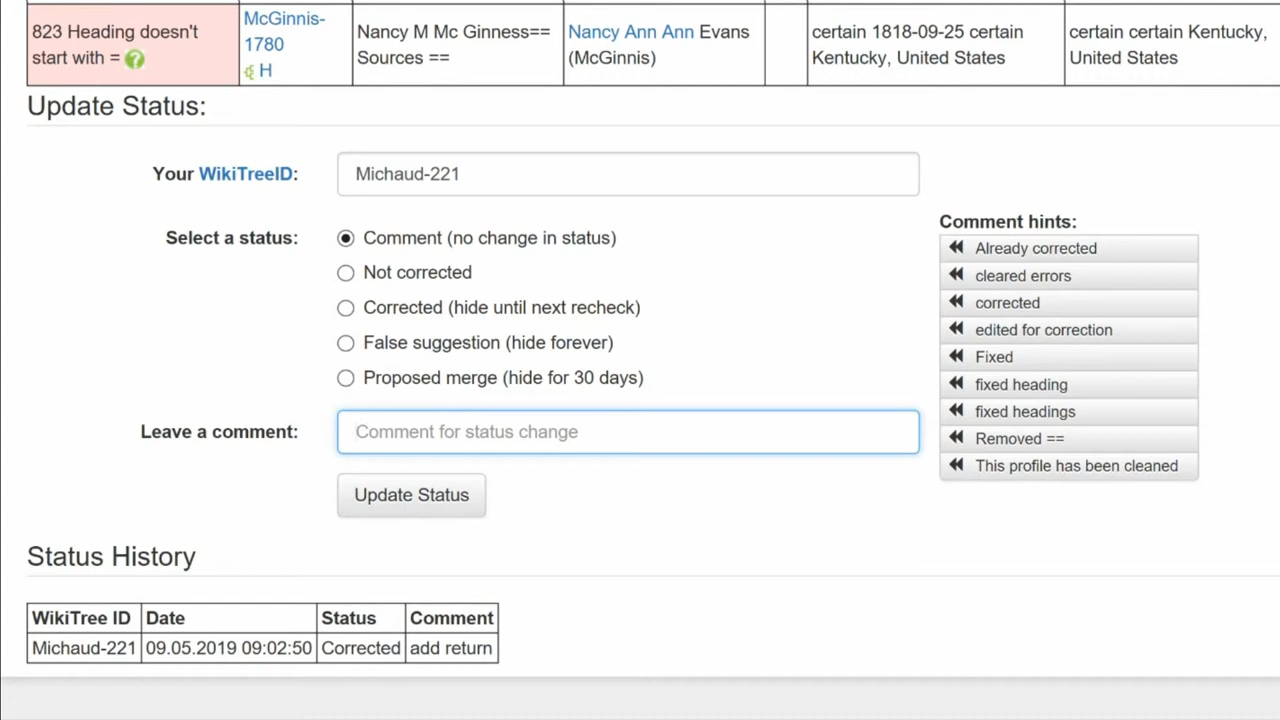 823 Heading doesn't start with =
McGinnis-1780
H
Nancy M Mc Ginness== Sources ==
Nancy Ann Ann Evans (McGinnis)
certain 1818-09-25 certain Kentucky, United States
certain certain Kentucky, United States
Update Status:
Your WikiTreeID:
Michaud-221
Select a status:
Comment (no change in status)
Not corrected
Corrected (hide until next recheck)
False suggestion (hide forever)
Proposed merge (hide for 30 days)
Leave a comment:
Comment for status change
Update Status
Comment hints:
Already corrected
cleared errors
corrected
edited for correction
Fixed
fixed heading
fixed headings
Removed ==
This profile has been cleaned
Status History
WikiTree ID Date Status Comment
Michaud-221 09.05.2019 09:02:50 Corrected add return